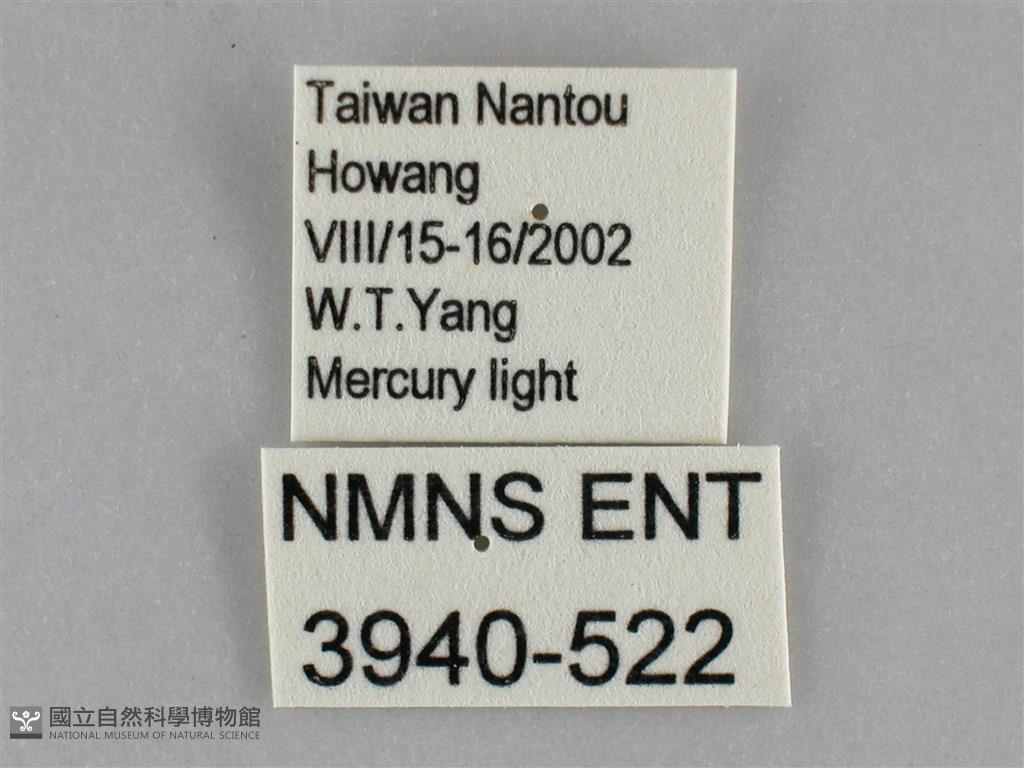 Taiwan Nantou
Howang
VIII/15-16/2002
W.T.Yang
Mercury light
NMNS ENT
3940-522
國立自然科學博物館
NATIONAL MUSEUM OF NATURAL SCIENCE